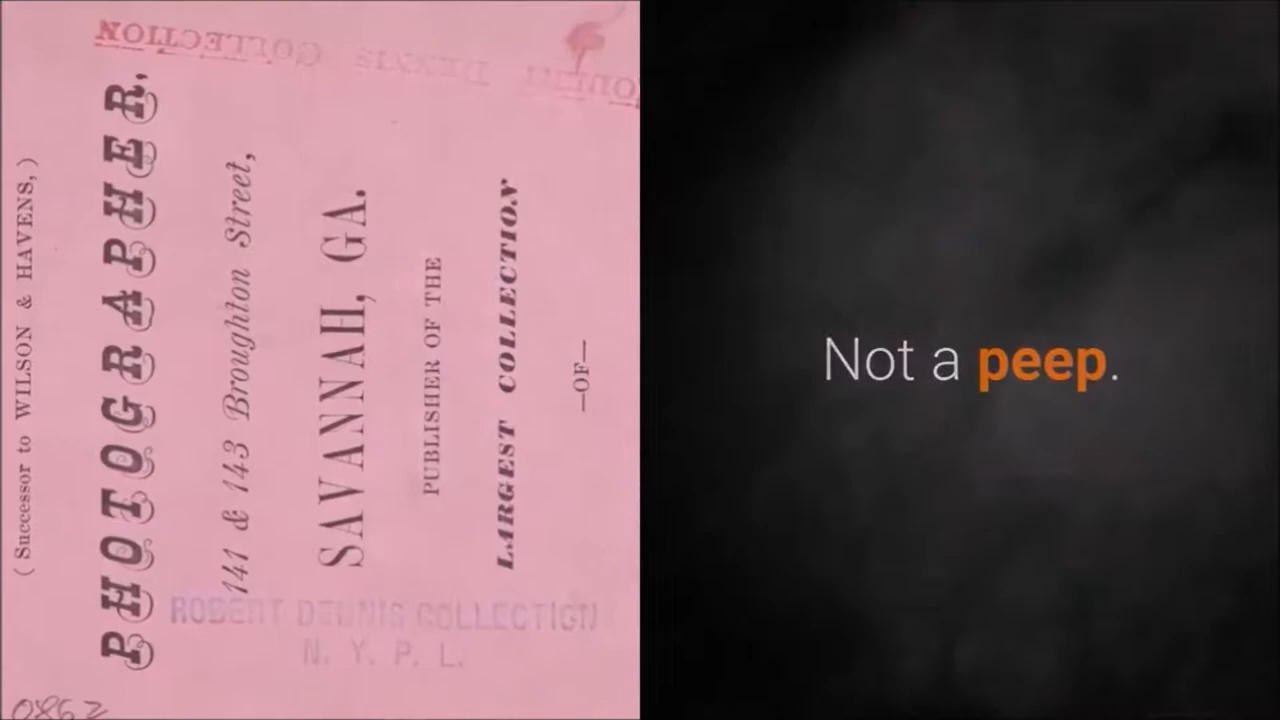 ( Successor to WILSON & HAVENS, )
PHOTOGRAPHER,
141 & 143 Broughton Street,
SAVANNAH, GA.
PUBLISHER OF THE
LARGEST COLLECTION
—OF—
ROBERT DENNIS COLLECTION
N. Y. P. L.
DENNIS COLLECTION
0862
Not a peep.